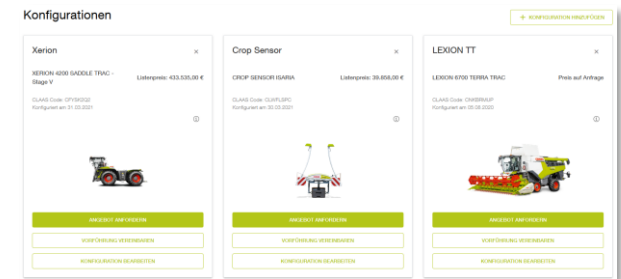 Konfigurationen
+ KONFIGURATION HINZUFÜGEN
Xerion ×
XERION 4200 SADDLE TRAC - Listenpreis: 433.535,00 €
Stage V
CLAAS Code:
Konfiguriert am
ANGEBOT ANFORDERN
VORFÜHRUNG VEREINBAREN
KONFIGURATION BEARBEITEN
Crop Sensor ×
CROP SENSOR ISARIA Listenpreis: 39.858,00 €
CLAAS Code:
Konfiguriert am
ANGEBOT ANFORDERN
VORFÜHRUNG VEREINBAREN
KONFIGURATION BEARBEITEN
LEXION TT ×
LEXION 6700 TERRA TRAC Preis auf Anfrage
CLAAS Code:
Konfiguriert am
ANGEBOT ANFORDERN
VORFÜHRUNG VEREINBAREN
KONFIGURATION BEARBEITEN